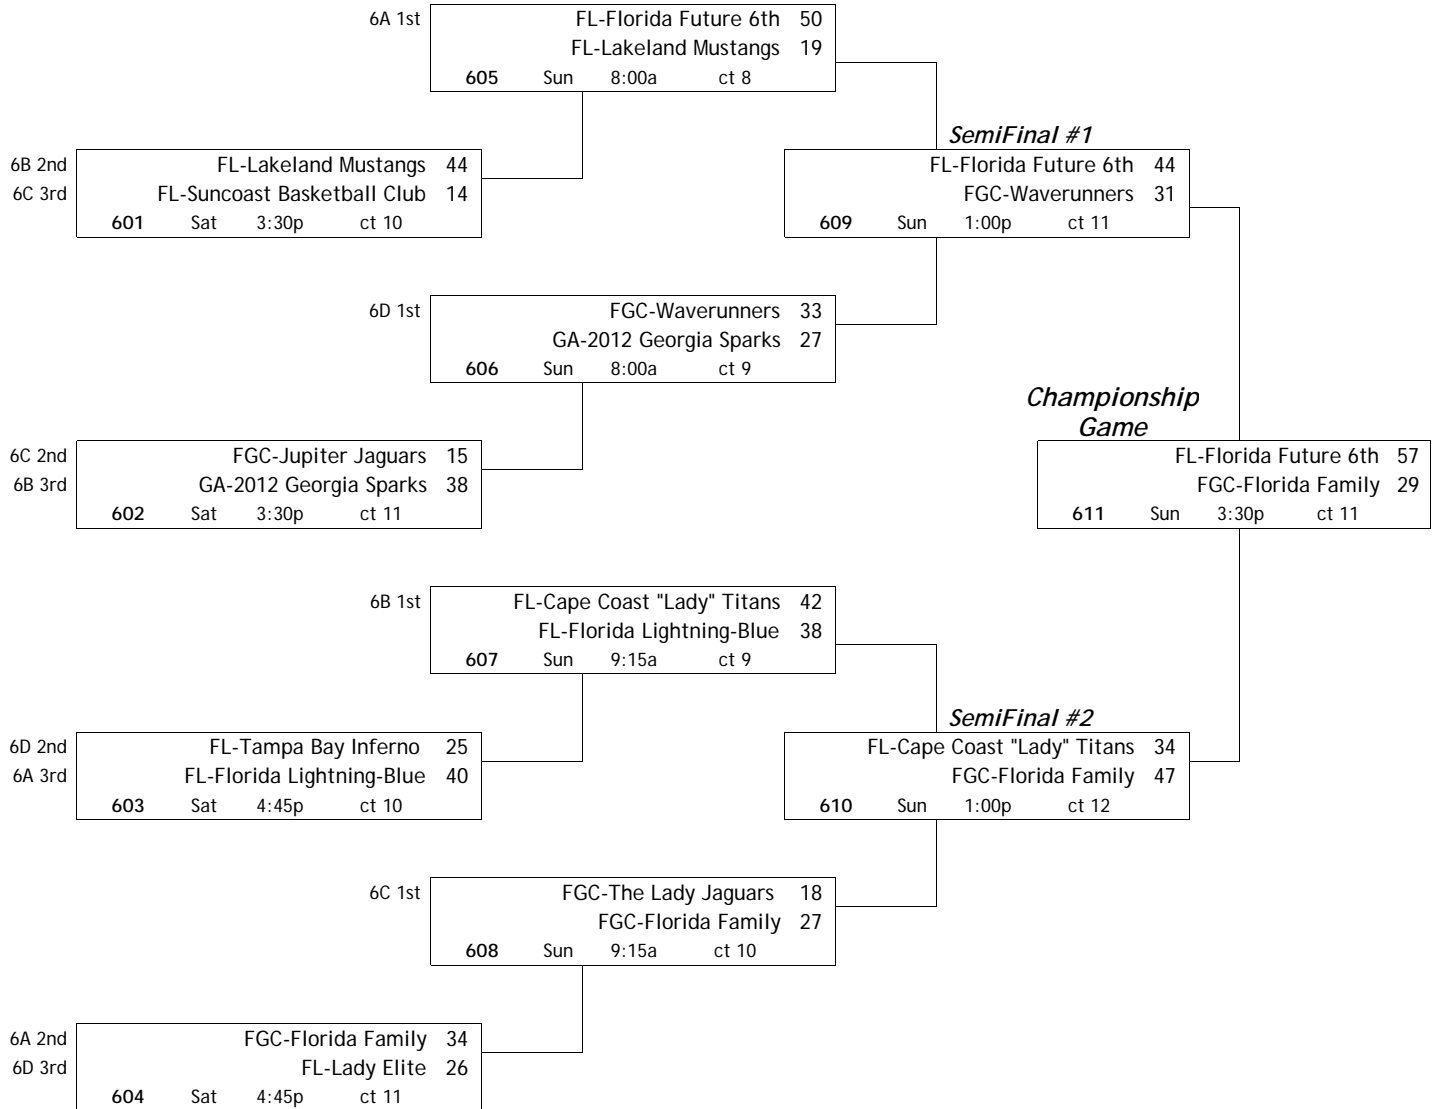 6A 1st
FL-Florida Future 6th 50
FL-Lakeland Mustangs 19
605 Sun 8:00a ct 8
6B 2nd
6C 3rd
FL-Lakeland Mustangs 44
FL-Suncoast Basketball Club 14
601 Sat 3:30p ct 10
SemiFinal #1
FL-Florida Future 6th 44
FGC-Waverunners 31
609 Sun 1:00p ct 11
6D 1st
FGC-Waverunners 33
GA-2012 Georgia Sparks 27
606 Sun 8:00a ct 9
6C 2nd
6B 3rd
FGC-Jupiter Jaguars 15
GA-2012 Georgia Sparks 38
602 Sat 3:30p ct 11
Championship
Game
FL-Florida Future 6th 57
FGC-Florida Family 29
611 Sun 3:30p ct 11
6B 1st
FL-Cape Coast "Lady" Titans 42
FL-Florida Lightning-Blue 38
607 Sun 9:15a ct 9
6D 2nd
6A 3rd
FL-Tampa Bay Inferno 25
FL-Florida Lightning-Blue 40
603 Sat 4:45p ct 10
SemiFinal #2
FL-Cape Coast "Lady" Titans 34
FGC-Florida Family 47
610 Sun 1:00p ct 12
6C 1st
FGC-The Lady Jaguars 18
FGC-Florida Family 27
608 Sun 9:15a ct 10
6A 2nd
6D 3rd
FGC-Florida Family 34
FL-Lady Elite 26
604 Sat 4:45p ct 11